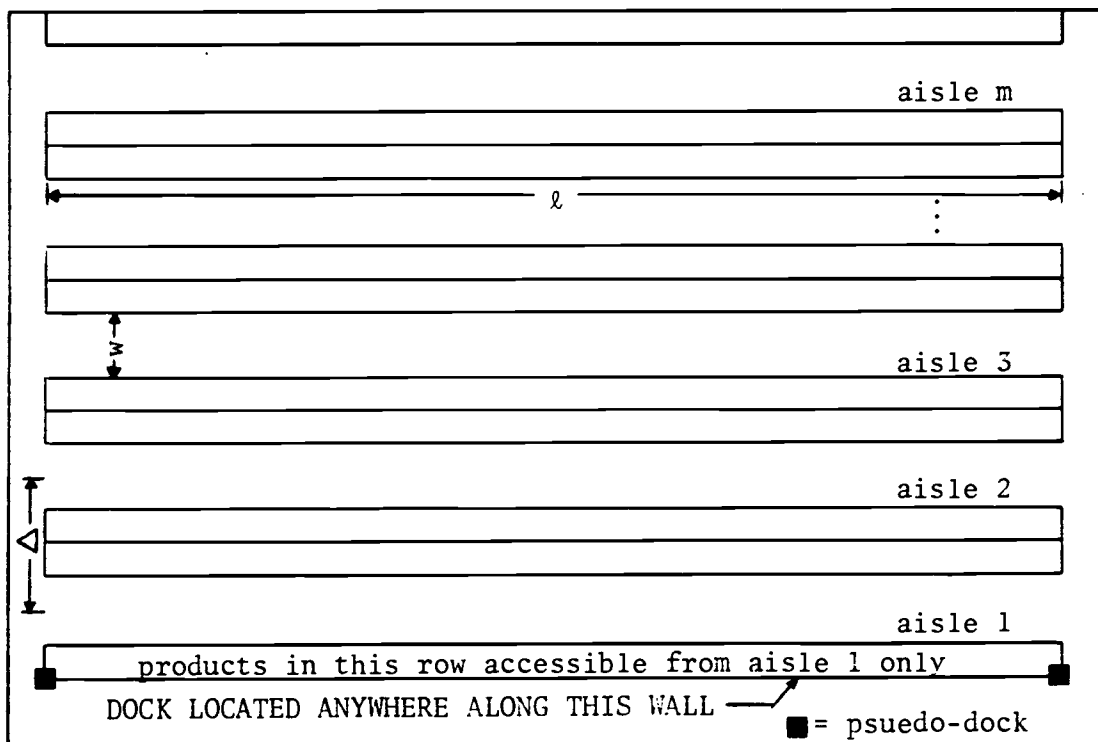 aisle m
ℓ
⋮
w
aisle 3
aisle 2
Δ
aisle 1
products in this row accessible from aisle 1 only
DOCK LOCATED ANYWHERE ALONG THIS WALL
■ = psuedo-dock